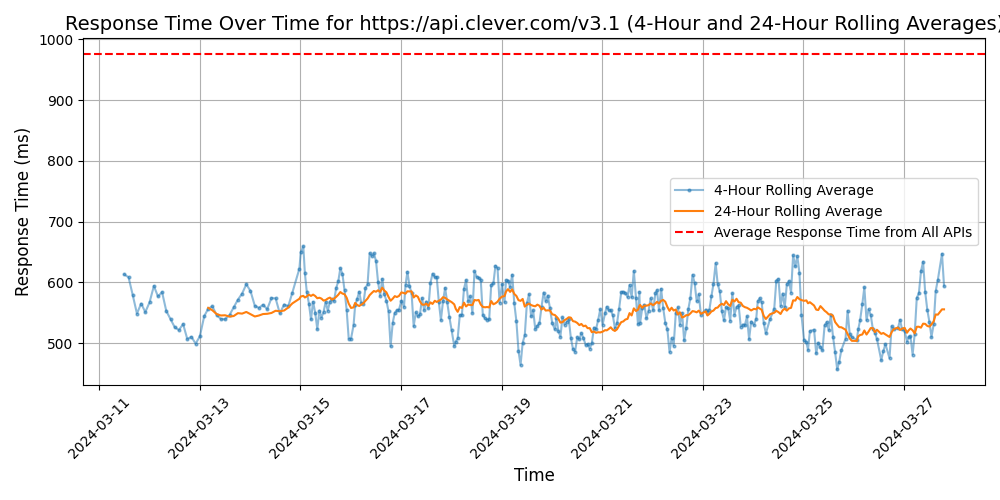 Response Time Over Time for https://api.clever.com/v3.1 (4-Hour and 24-Hour Rolling Averages)
1000
900
800
700
600
500
Response Time (ms)
4-Hour Rolling Average
24-Hour Rolling Average
Average Response Time from All APIs
2024-03-11
2024-03-13
2024-03-15
2024-03-17
2024-03-19
2024-03-21
2024-03-23
2024-03-25
2024-03-27
Time